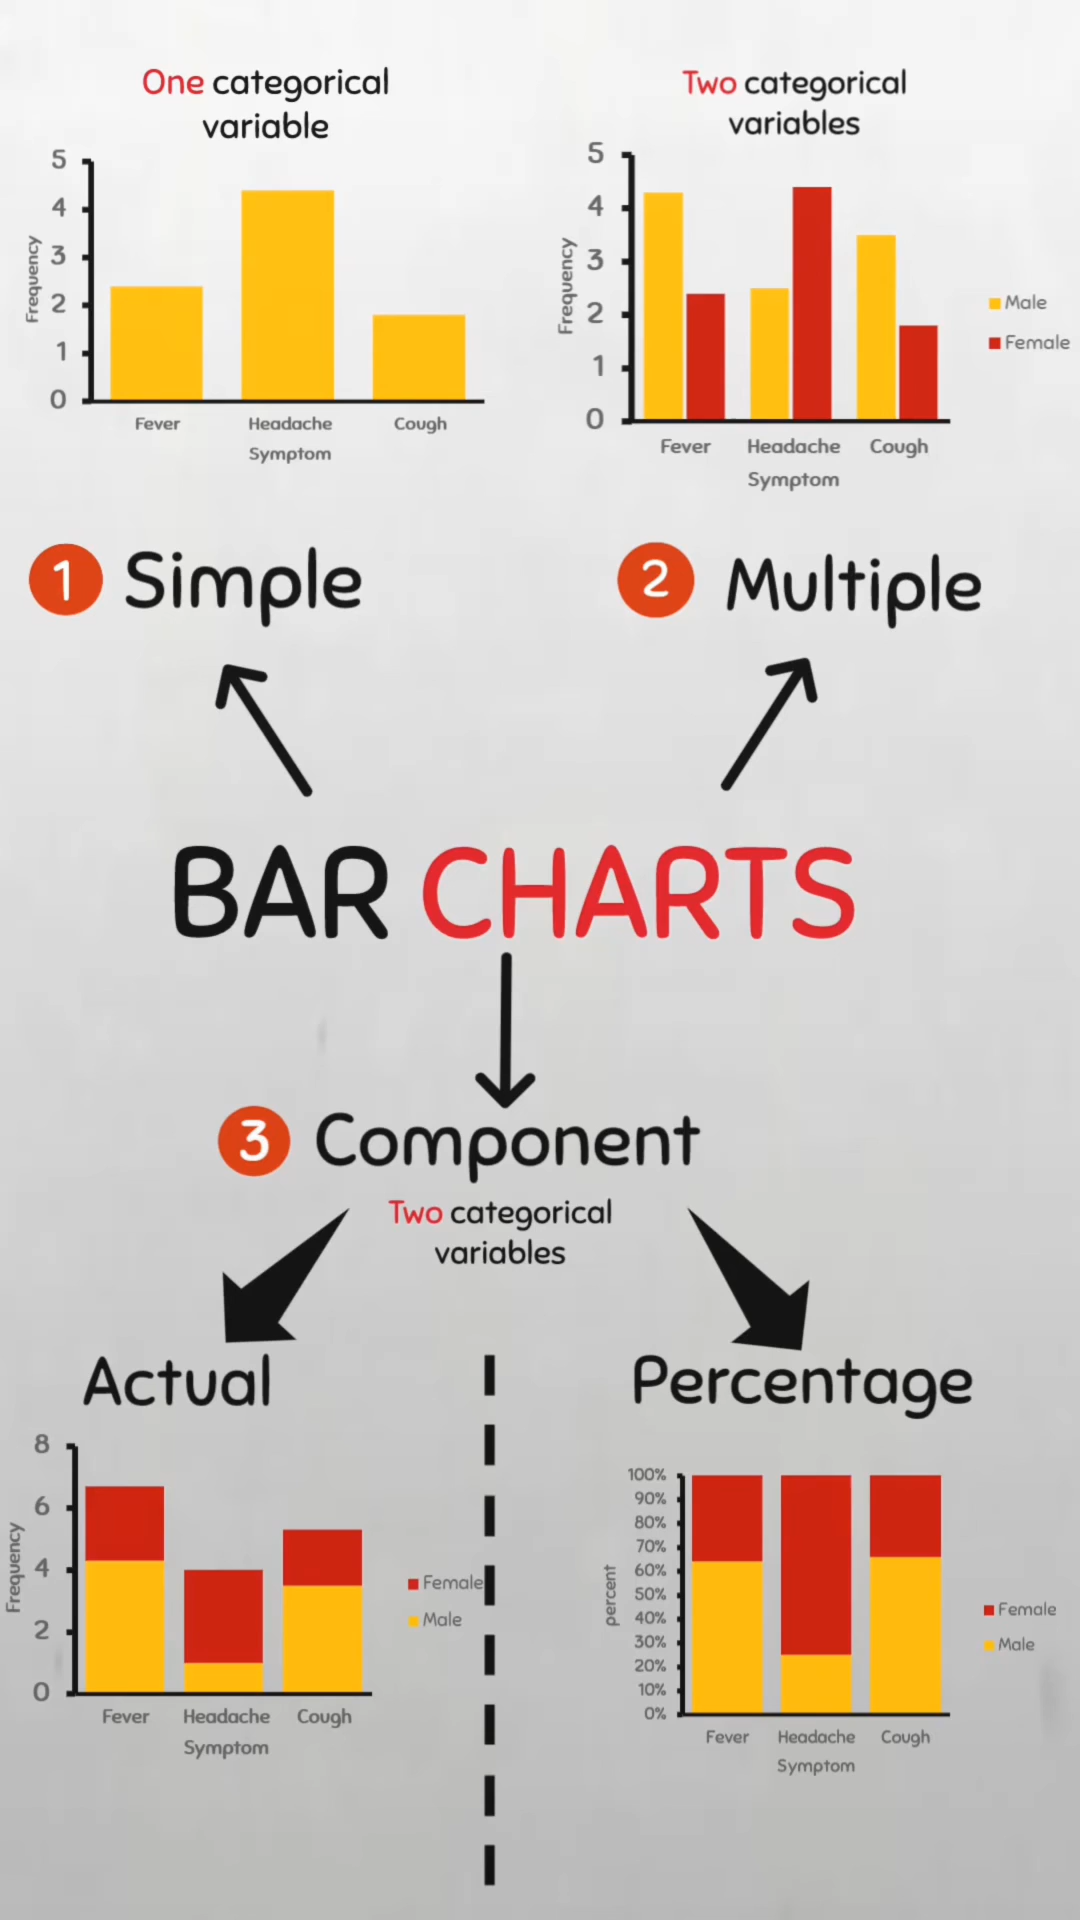 One categorical
variable
5
4
3
2
1
0
Frequency
Fever Headache Cough
Symptom
Two categorical
variables
5
4
3
2
1
0
Frequency
Fever Headache Cough
Symptom
Male
Female
1 Simple
2 Multiple
BAR CHARTS
3 Component
Two categorical
variables
Actual
8
6
4
2
0
Frequency
Fever Headache Cough
Symptom
Female
Male
Percentage
100%
90%
80%
70%
60%
50%
40%
30%
20%
10%
0%
percent
Fever Headache Cough
Symptom
Female
Male